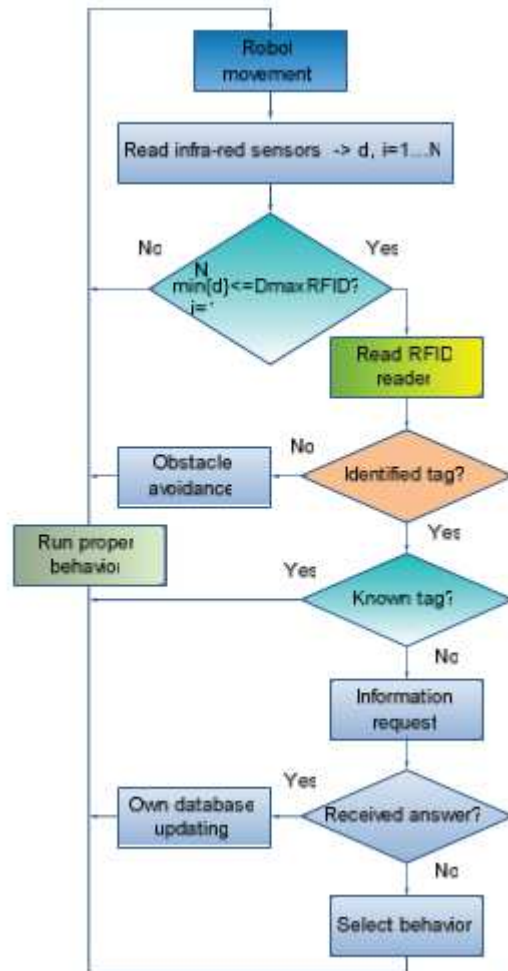 Robot
movement
Read infra-red sensors -> d, i=1...N
No
Yes
N
min{d}<=DmaxRFID?
i=1
Read RFID
reader
No
Obstacle
avoidance
Identified tag?
Yes
Run proper
behavior
Yes
Known tag?
No
Information
request
Yes
Own database
updating
Received answer?
No
Select behavior